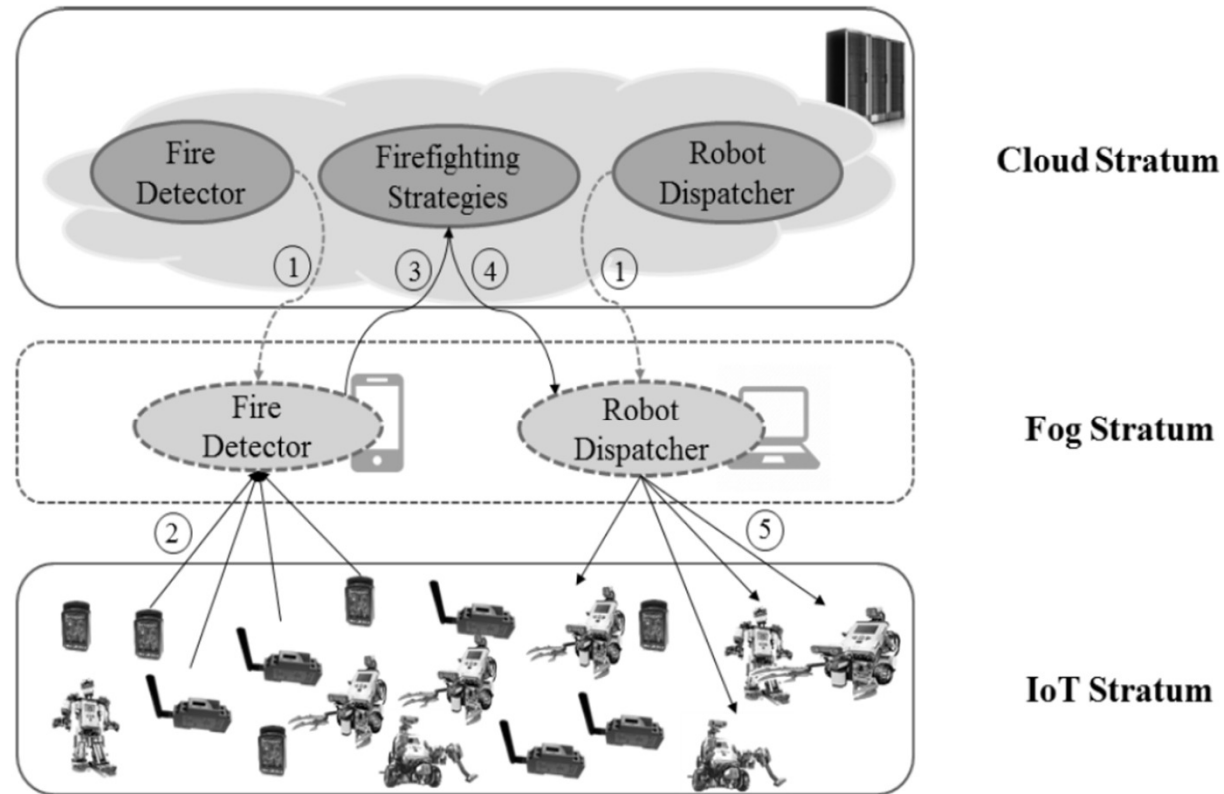 Fire
Detector
Firefighting
Strategies
Robot
Dispatcher
Cloud Stratum
1
3
4
1
Fire
Detector
Robot
Dispatcher
Fog Stratum
2
5
IoT Stratum